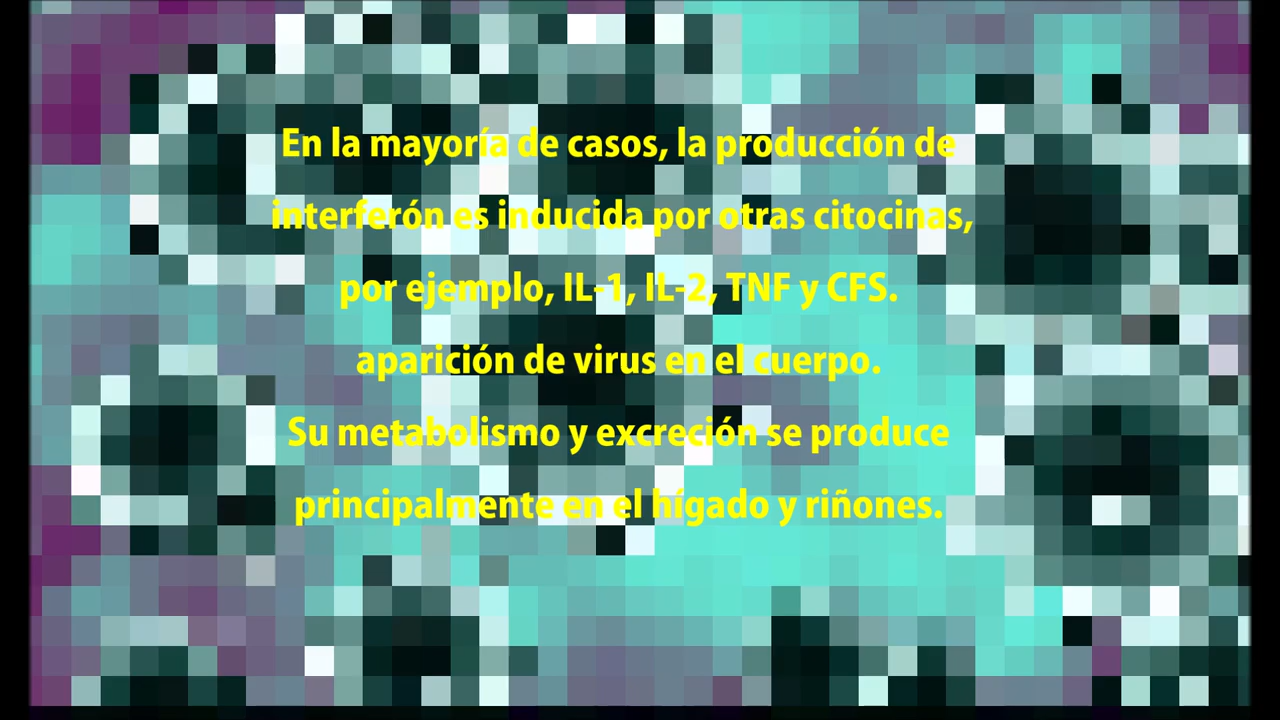 En la mayoría de casos, la producción de
interferón es inducida por otras citocinas,
por ejemplo, IL-1, IL-2, TNF y CFS.
aparición de virus en el cuerpo.
Su metabolismo y excreción se produce
principalmente en el hígado y riñones.